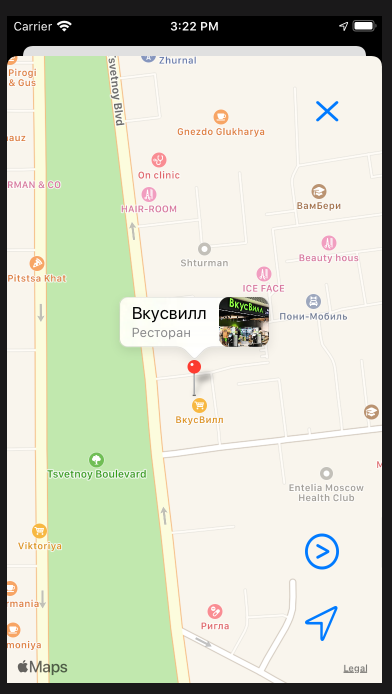 Carrier
3:22 PM
Zhurnal
Pirogi
& Gus
Tsvetnoy Blvd
Gnezdo Glukharya
auz
On clinic
RMAN & CO
HAIR-ROOM
ВамБери
Beauty hous
Shturman
Pitstsa Khat
ICE FACE
Пони-Мобиль
Вкусвилл
Ресторан
ВкусВилл
ВкусВилл
Tsvetnoy Boulevard
Entelia Moscow
Health Club
Viktoriya
rmania
Ригла
moniya
Maps
Legal